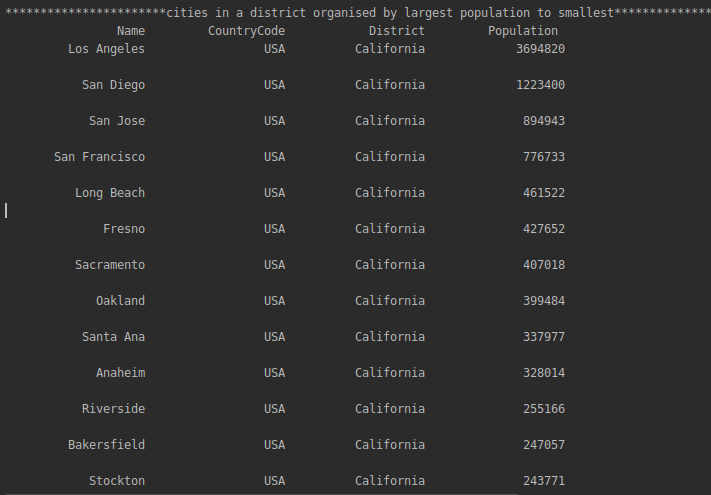 ***********************cities in a district organised by largest population to smallest**************
Name CountryCode District Population
Los Angeles USA California 3694820
San Diego USA California 1223400
San Jose USA California 894943
San Francisco USA California 776733
Long Beach USA California 461522
Fresno USA California 427652
Sacramento USA California 407018
Oakland USA California 399484
Santa Ana USA California 337977
Anaheim USA California 328014
Riverside USA California 255166
Bakersfield USA California 247057
Stockton USA California 243771